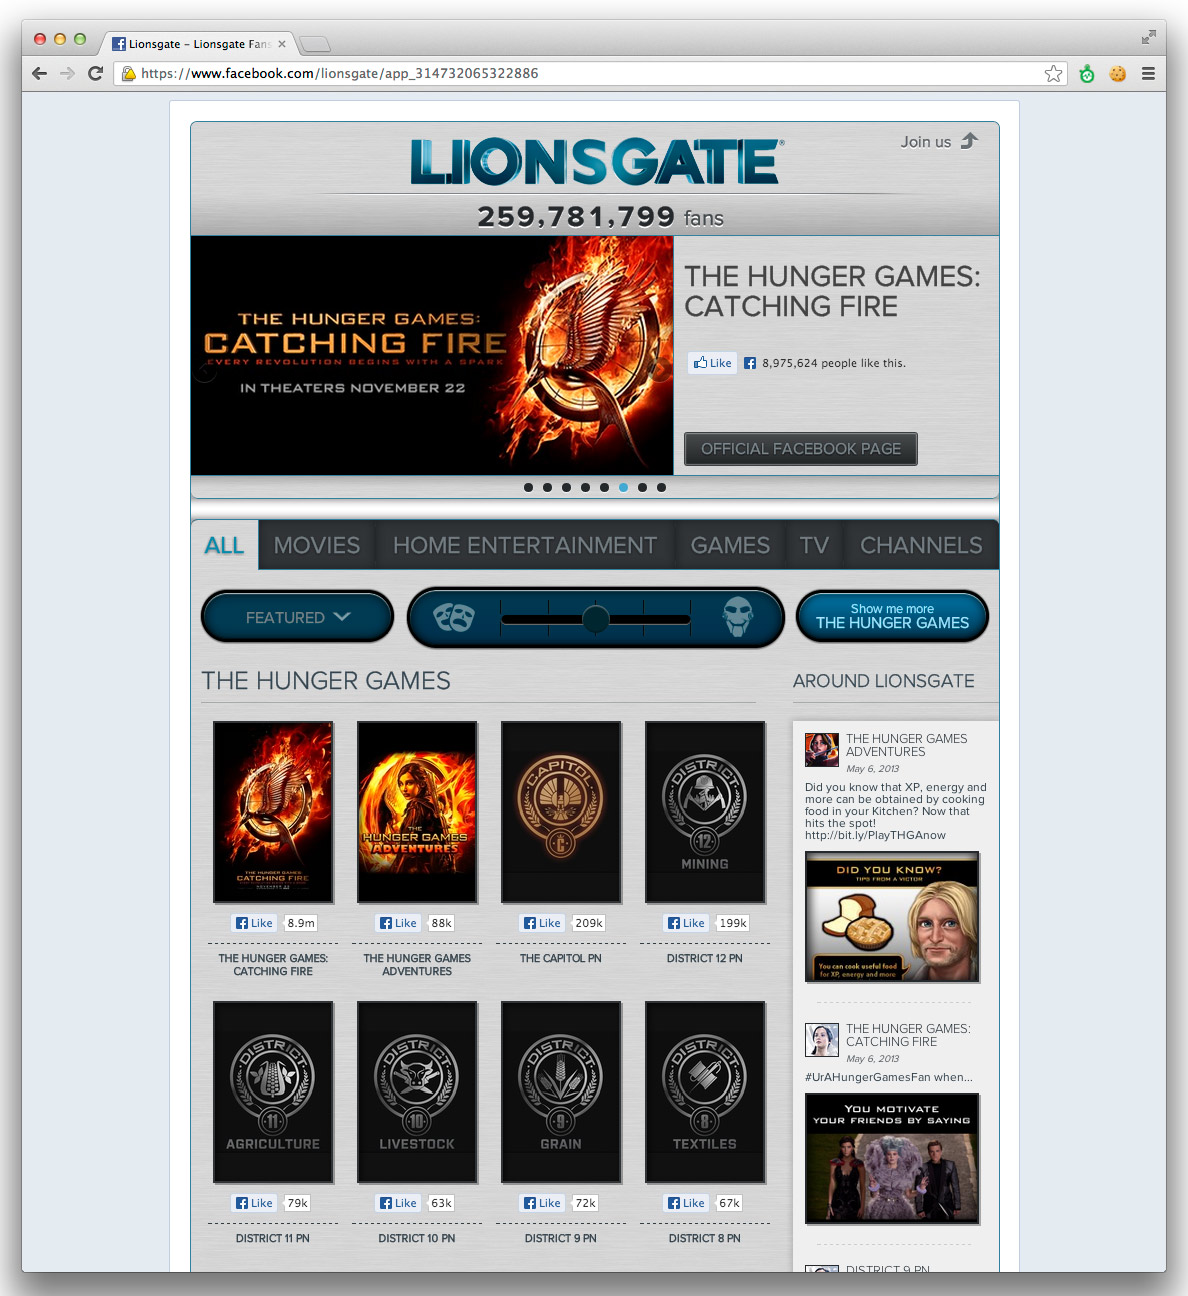 Lionsgate – Lionsgate Fans
https://www.facebook.com/lionsgate/app_314732065322886
Join us
LIONSGATE®
259,781,799 fans
THE HUNGER GAMES:
CATCHING FIRE
EVERY REVOLUTION BEGINS WITH A SPARK
IN THEATERS NOVEMBER 22
THE HUNGER GAMES:
CATCHING FIRE
Like
8,975,624 people like this.
OFFICIAL FACEBOOK PAGE
ALL MOVIES HOME ENTERTAINMENT GAMES TV CHANNELS
FEATURED
Show me more
THE HUNGER GAMES
THE HUNGER GAMES
THE HUNGER GAMES:
CATCHING FIRE
NOVEMBER 22
Like 8.9m
THE HUNGER GAMES:
CATCHING FIRE
THE
HUNGER GAMES
ADVENTURES
Like 88k
THE HUNGER GAMES
ADVENTURES
CAPITOL
C
Like 209k
THE CAPITOL PN
DISTRICT
12
MINING
Like 199k
DISTRICT 12 PN
DISTRICT
11
AGRICULTURE
Like 79k
DISTRICT 11 PN
DISTRICT
10
LIVESTOCK
Like 63k
DISTRICT 10 PN
DISTRICT
9
GRAIN
Like 72k
DISTRICT 9 PN
DISTRICT
8
TEXTILES
Like 67k
DISTRICT 8 PN
AROUND LIONSGATE
THE HUNGER GAMES
ADVENTURES
May 6, 2013
Did you know that XP, energy and
more can be obtained by cooking
food in your Kitchen? Now that
hits the spot!
http://bit.ly/PlayTHGAnow
DID YOU KNOW?
TIPS FROM A VICTOR
You can cook useful food
for XP, energy and more
THE HUNGER GAMES:
CATCHING FIRE
May 6, 2013
#UrAHungerGamesFan when...
YOU MOTIVATE
YOUR FRIENDS BY SAYING
DISTRICT 9 PN